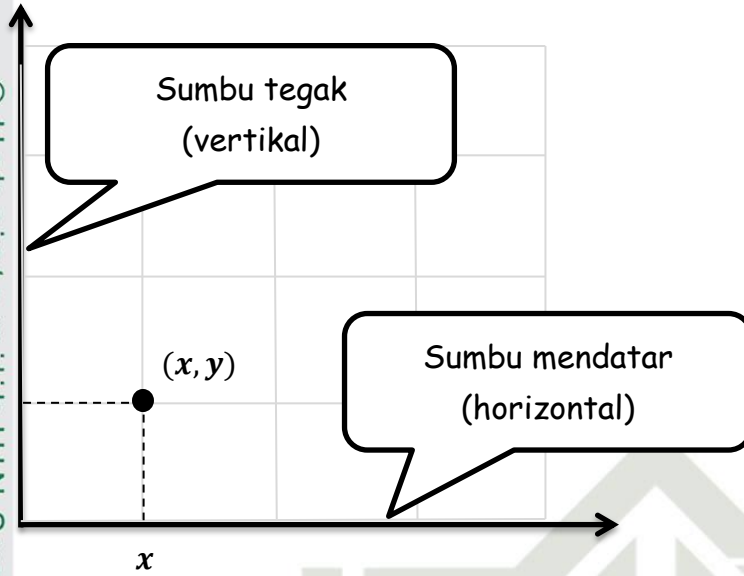 Sumbu tegak
(vertikal)
(x, y)
Sumbu mendatar
(horizontal)
x